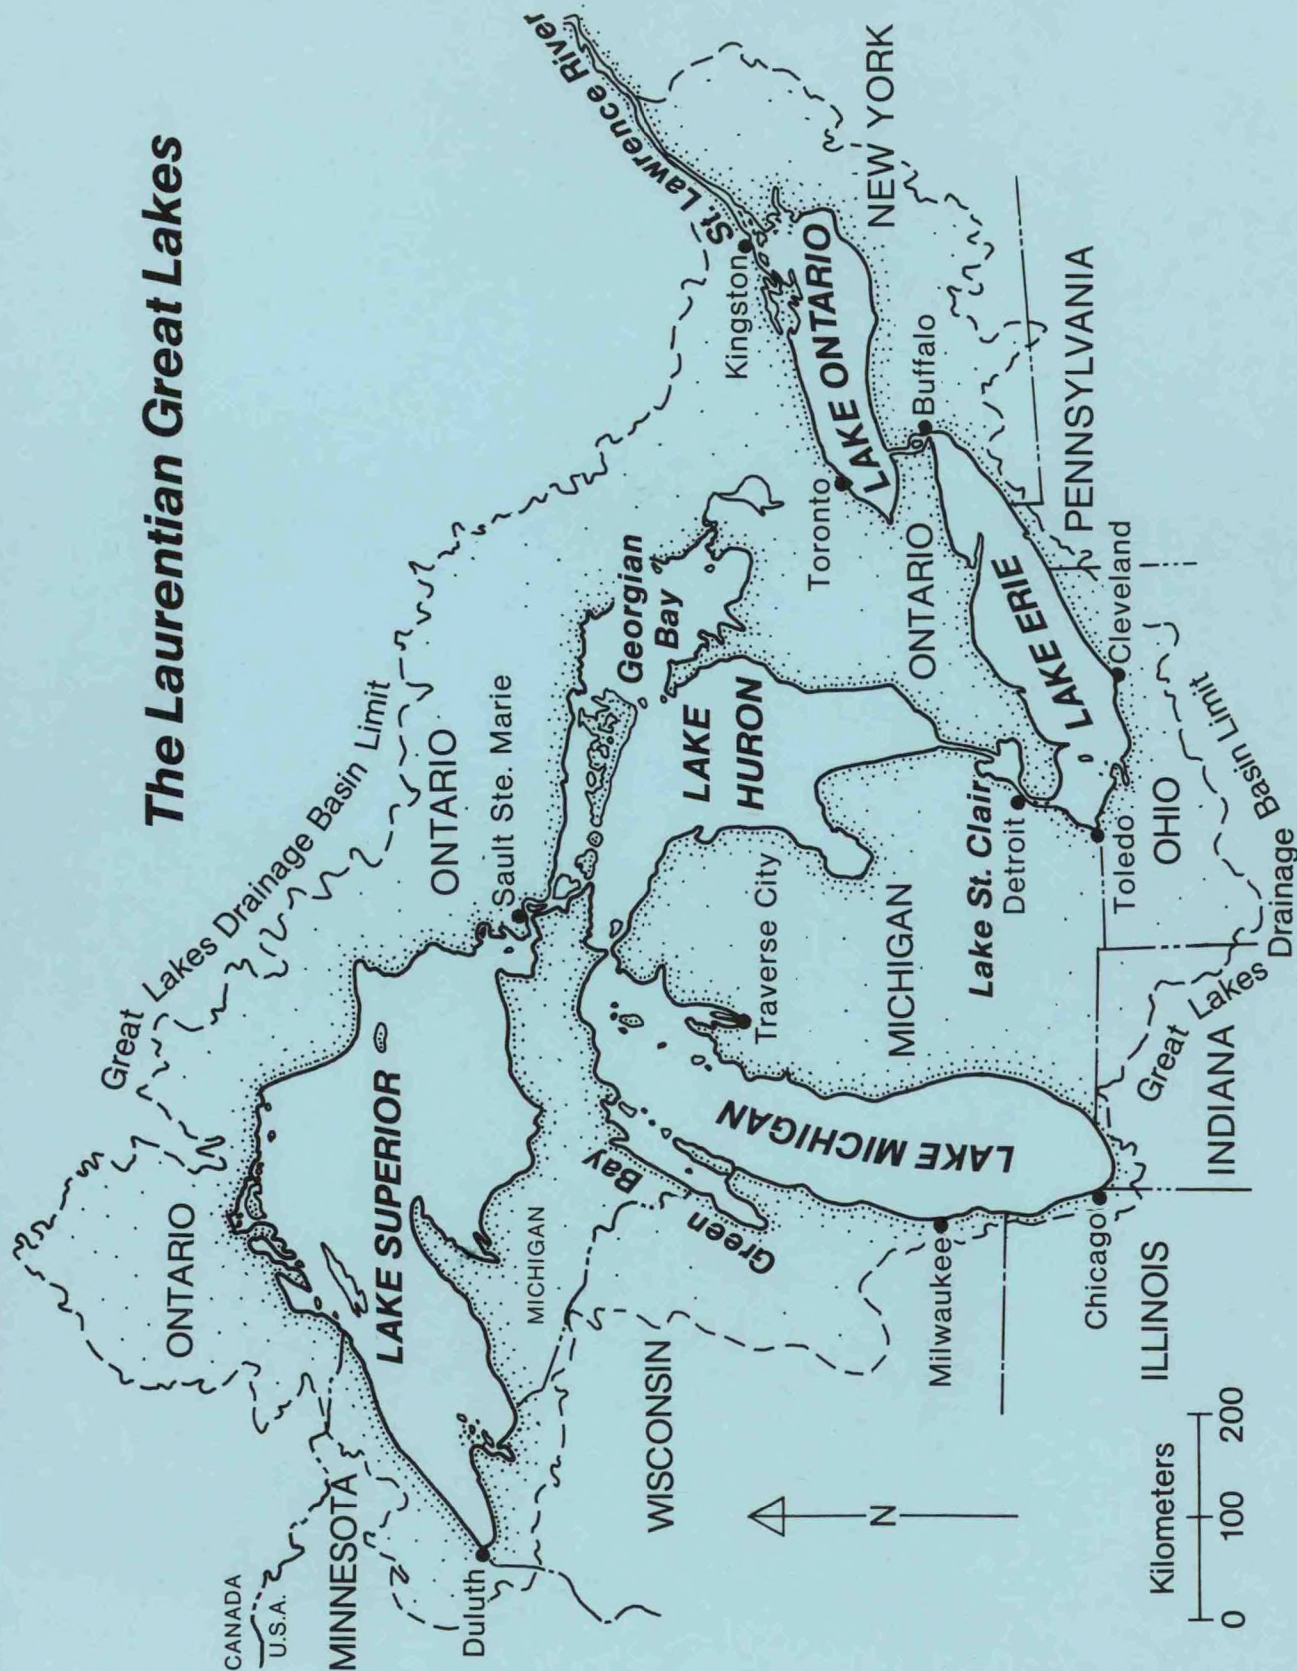 The Laurentian Great Lakes
CANADA
U.S.A.
MINNESOTA
Duluth
ONTARIO
Great Lakes Drainage Basin Limit
LAKE SUPERIOR
MICHIGAN
WISCONSIN
ONTARIO
Sault Ste. Marie
Georgian
Bay
LAKE
HURON
Green Bay
LAKE MICHIGAN
Traverse City
MICHIGAN
Milwaukee
Chicago
ILLINOIS
INDIANA
Lake St. Clair
Detroit
Toledo
OHIO
Great Lakes
Drainage Basin Limit
Cleveland
LAKE ERIE
ONTARIO
PENNSYLVANIA
Buffalo
Toronto
LAKE ONTARIO
Kingston
St. Lawrence River
NEW YORK
N
Kilometers
0 100 200